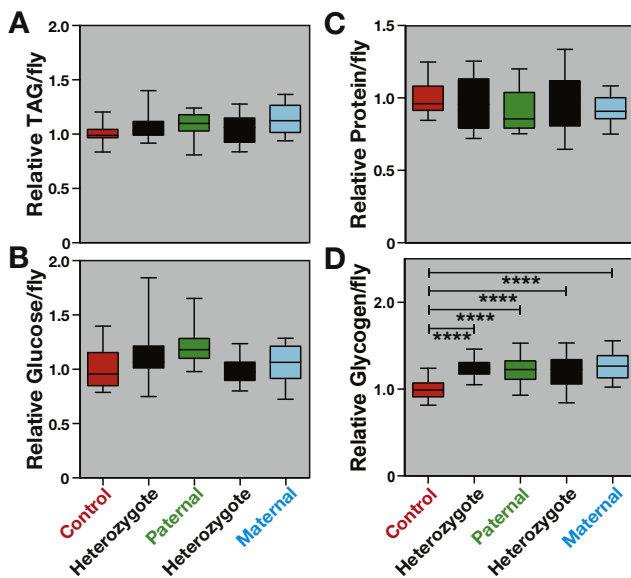 A
Relative TAG/fly
2.0
1.5
1.0
0.5
0
C
Relative Protein/fly
1.5
1.0
0.5
0
B
Relative Glucose/fly
2.0
1.5
1.0
0.5
0
D
Relative Glycogen/fly
2.0
1.0
0
****
****
****
****
Control
Heterozygote
Paternal
Heterozygote
Maternal
Control
Heterozygote
Paternal
Heterozygote
Maternal